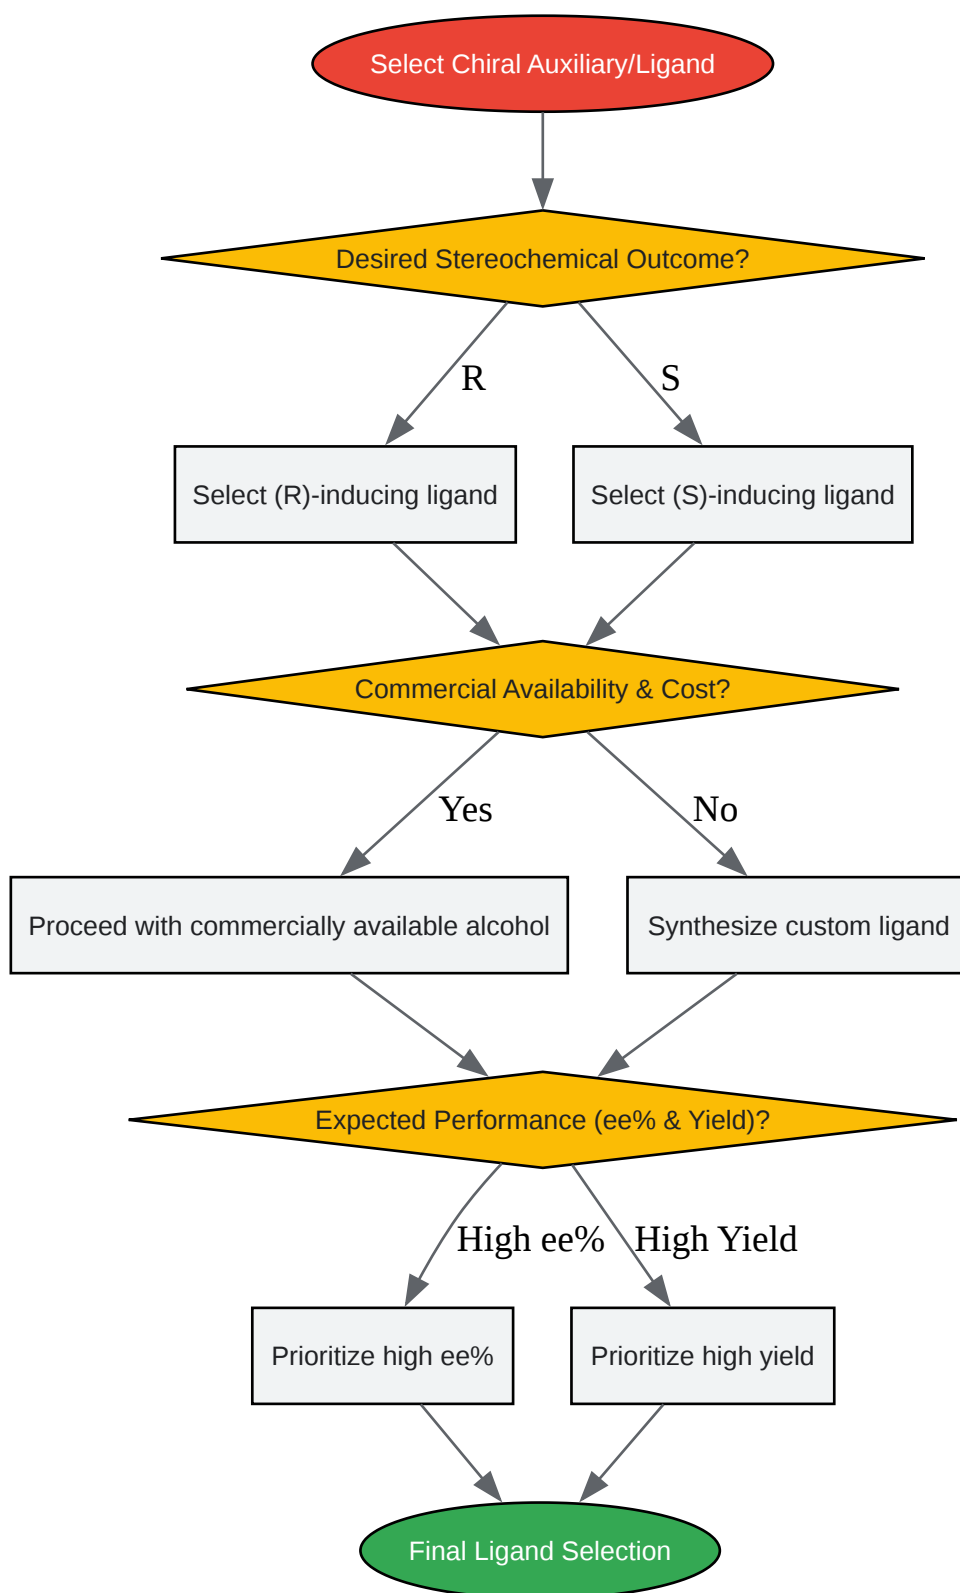 Select Chiral Auxiliary/Ligand
Desired Stereochemical Outcome?
R
S
Select (R)-inducing ligand
Select (S)-inducing ligand
Commercial Availability & Cost?
Yes
No
Proceed with commercially available alcohol
Synthesize custom ligand
Expected Performance (ee% & Yield)?
High ee%
High Yield
Prioritize high ee%
Prioritize high yield
Final Ligand Selection